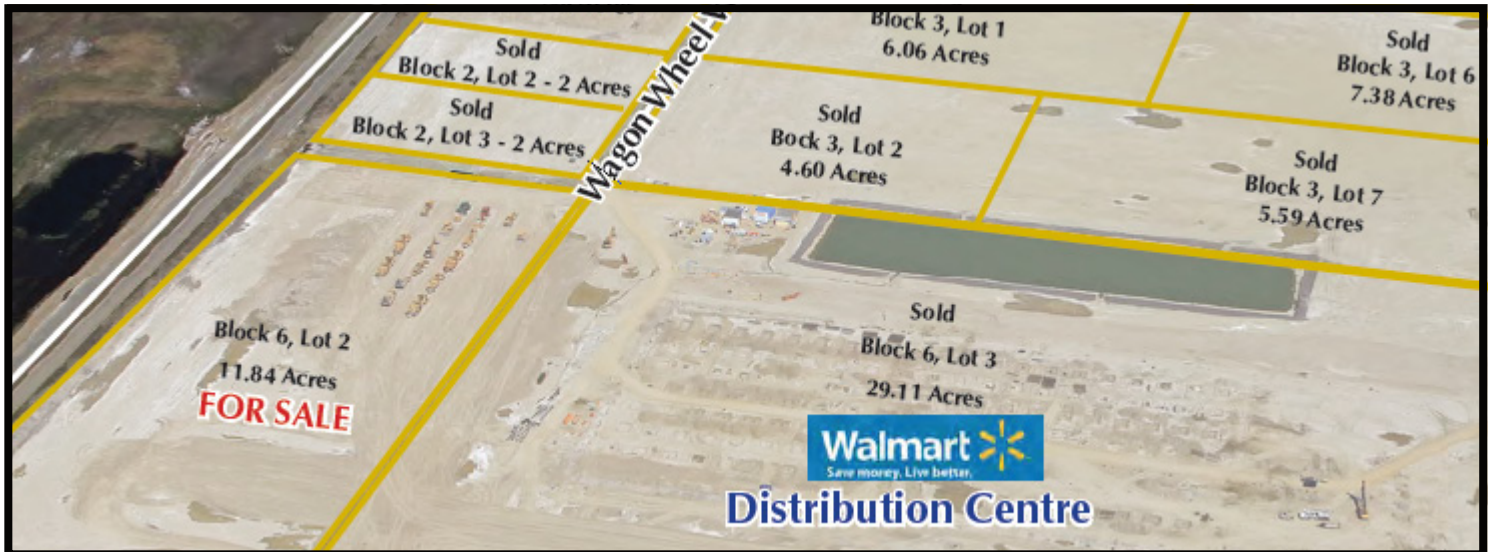 Sold
Block 2, Lot 2 - 2 Acres
Sold
Block 2, Lot 3 - 2 Acres
Wagon Wheel
Block 3, Lot 1
6.06 Acres
Sold
Block 3, Lot 6
7.38 Acres
Sold
Bock 3, Lot 2
4.60 Acres
Sold
Block 3, Lot 7
5.59 Acres
Block 6, Lot 2
11.84 Acres
FOR SALE
Sold
Block 6, Lot 3
29.11 Acres
Walmart
Save money. Live better.
Distribution Centre